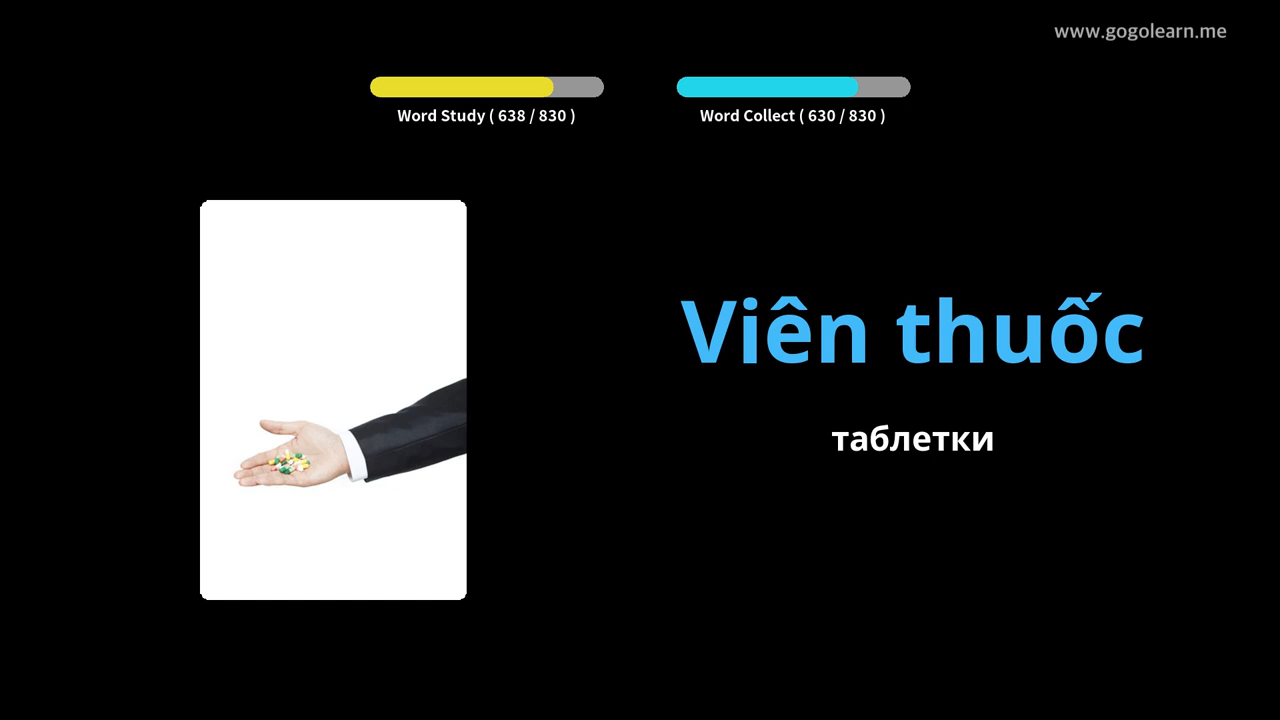 www.gogolearn.me
Word Study ( 638 / 830 )
Word Collect ( 630 / 830 )
Viên thuốc
таблетки